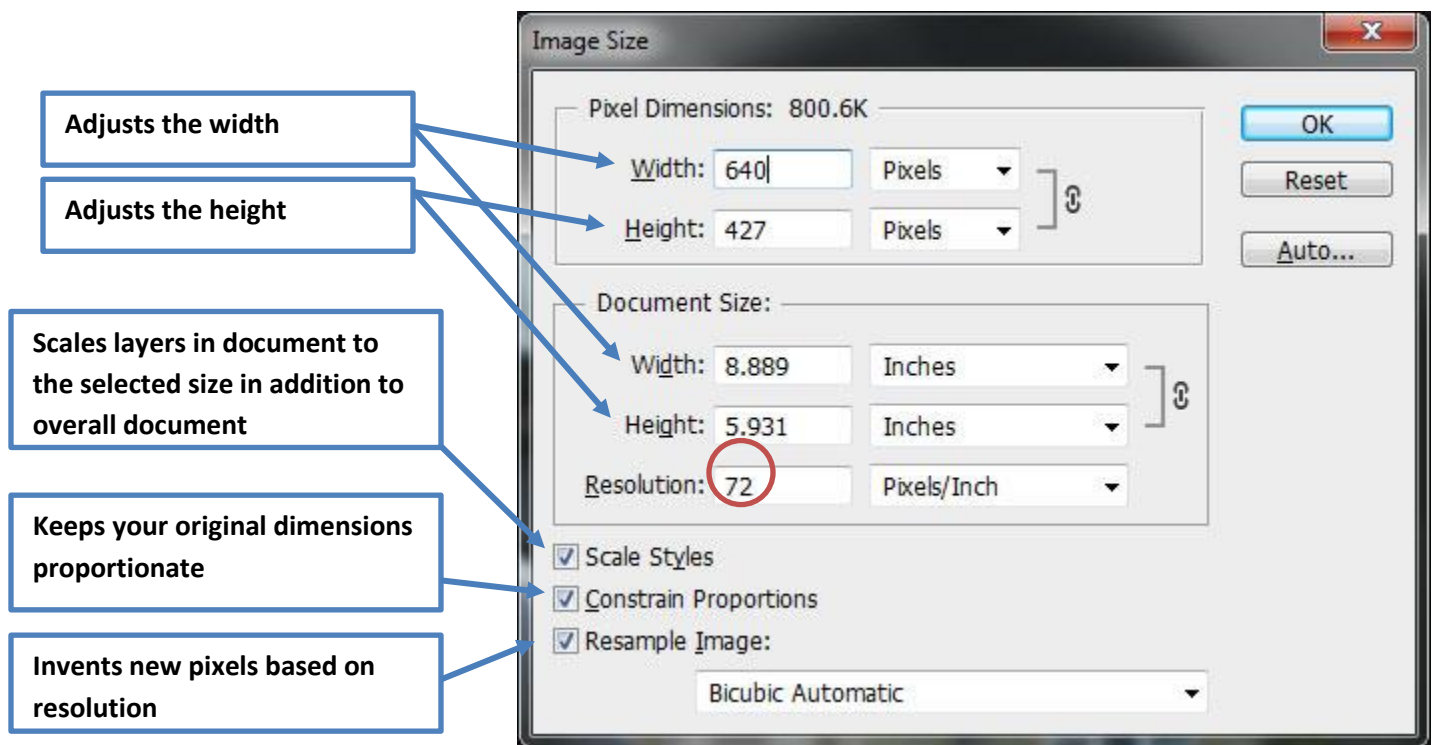 Image Size
Adjusts the width
Adjusts the height
Scales layers in document to
the selected size in addition to
overall document
Keeps your original dimensions
proportionate
Invents new pixels based on
resolution
Pixel Dimensions: 800.6K
Width: 640 Pixels
Height: 427 Pixels
OK
Reset
Auto...
Document Size:
Width: 8.889 Inches
Height: 5.931 Inches
Resolution: 72 Pixels/Inch
Scale Styles
Constrain Proportions
Resample Image:
Bicubic Automatic